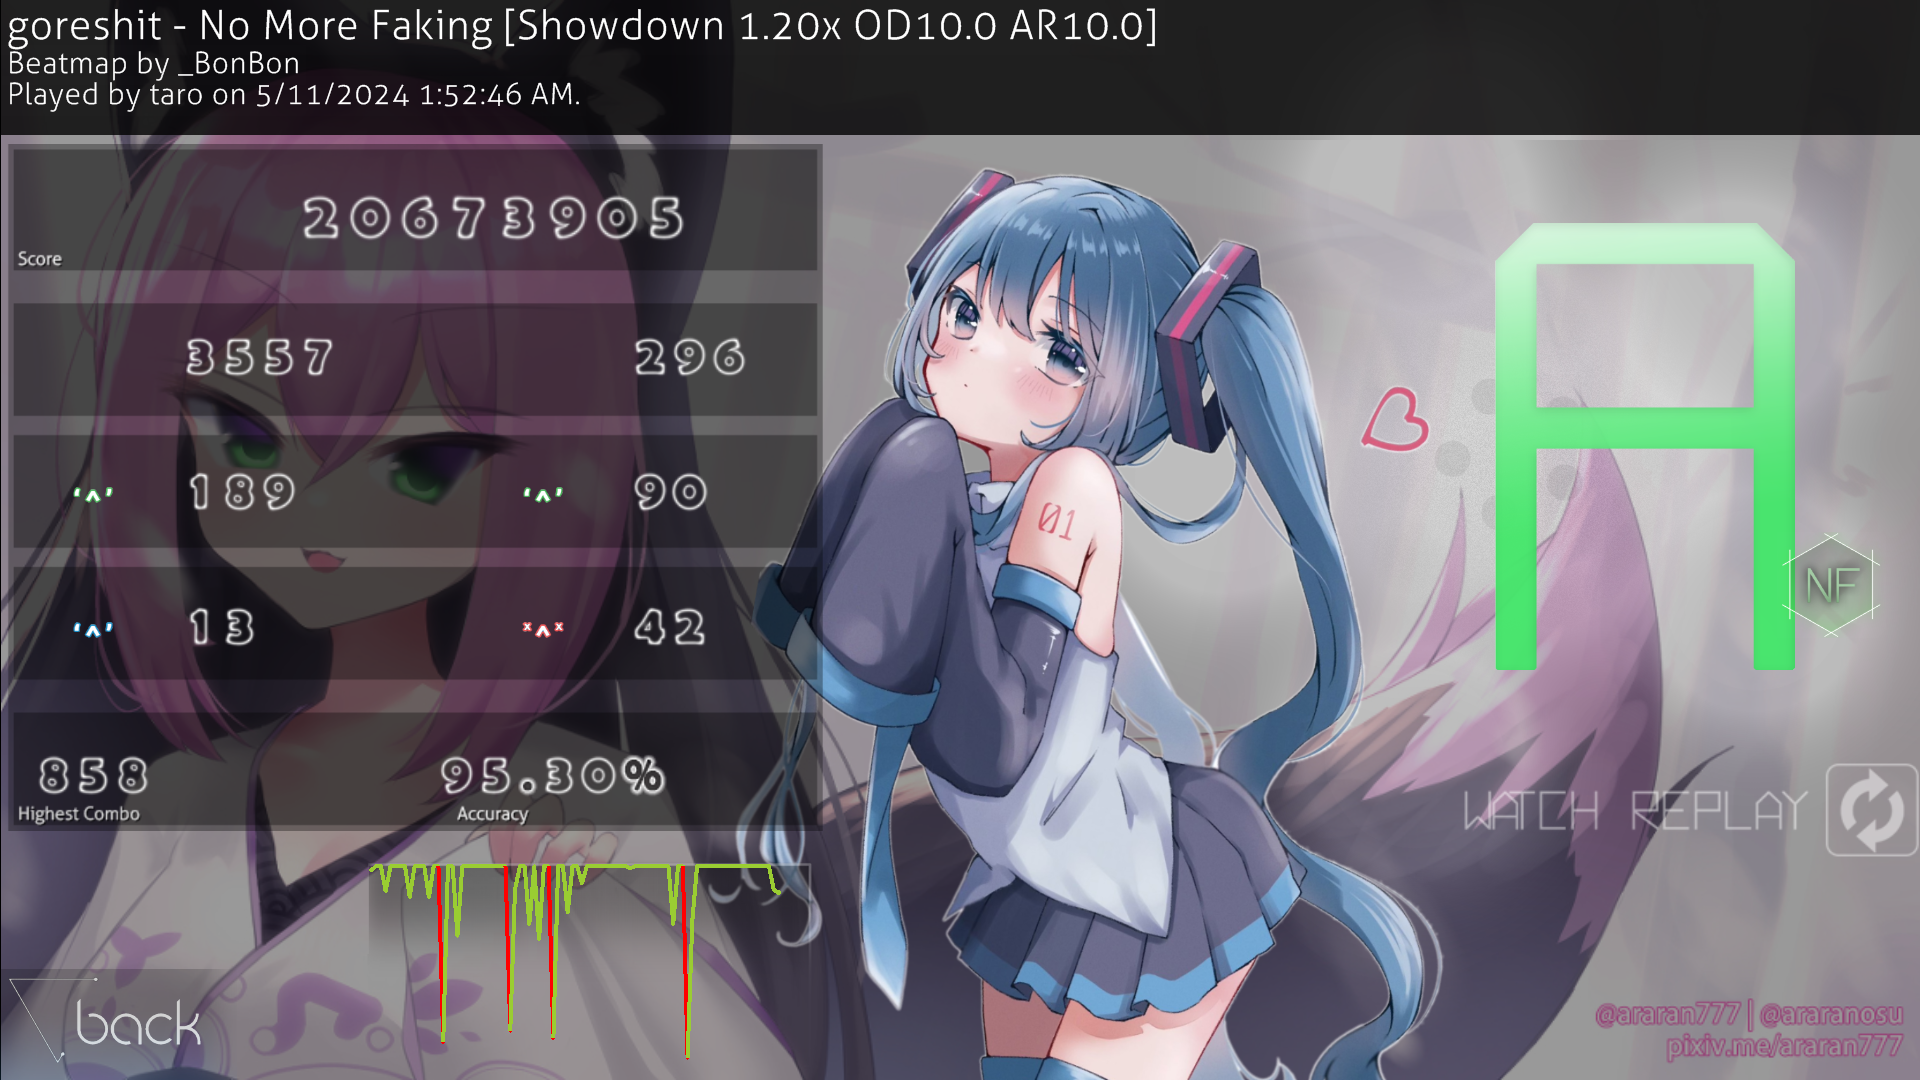 goreshit - No More Faking [Showdown 1.20x OD10.0 AR10.0]
Beatmap by _BonBon
Played by taro on 5/11/2024 1:52:46 AM.
20673905
Score
3557 296
'^' 189 '^' 90
'^' 13 x^x 42
858 95.30%
Highest Combo Accuracy
01
A
NF
WATCH REPLAY
back
@araran777 | @araranosu
pixiv.me/araran777